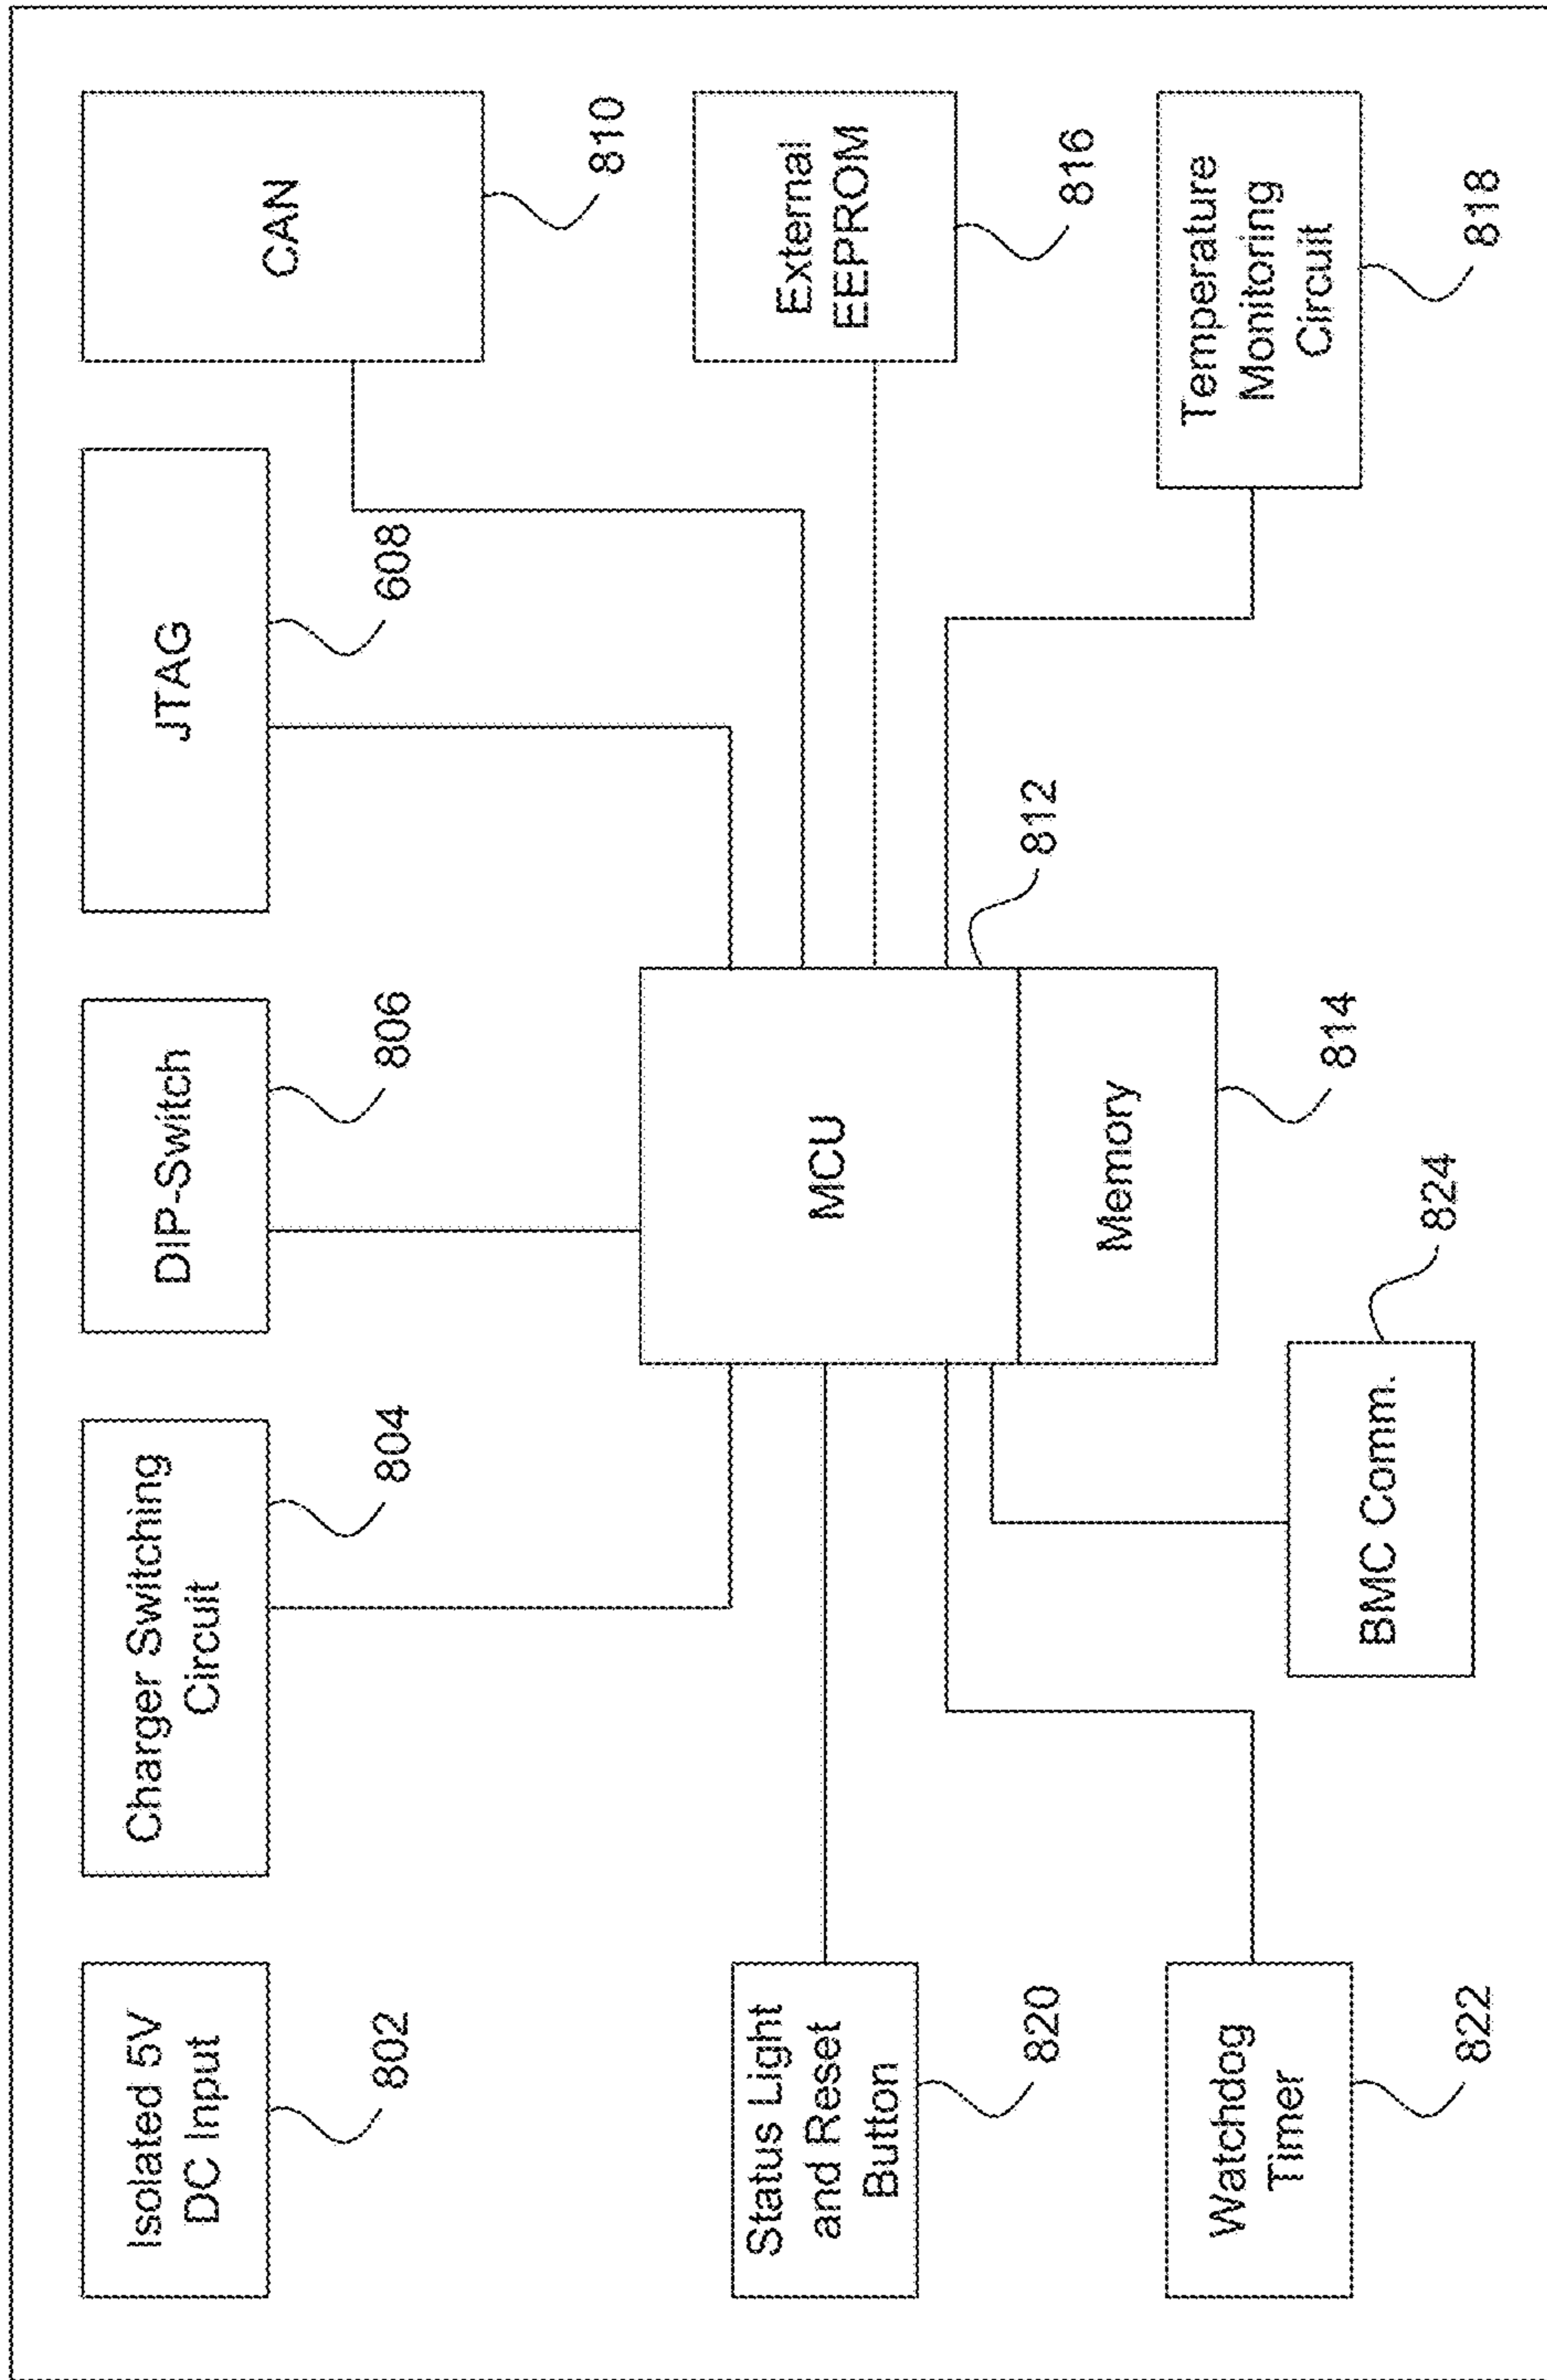 Isolated 5V
DC Input
802
Charger Switching
Circuit
804
DIP-Switch
806
JTAG
608
CAN
810
Status Light
and Reset
Button
820
MCU
812
Memory
814
External
EEPROM
816
Watchdog
Timer
822
BMC Comm.
824
Temperature
Monitoring
Circuit
818